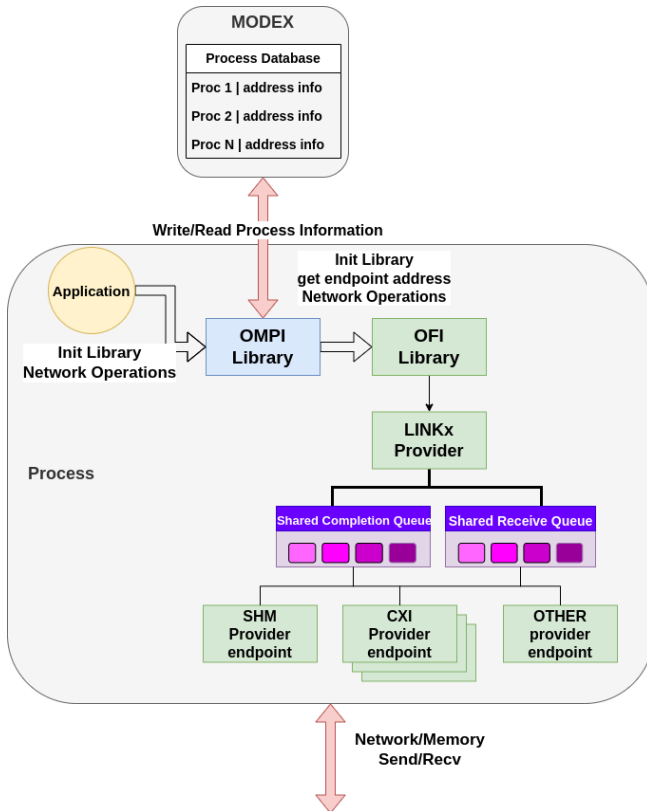 MODEX
Process Database
Proc 1 | address info
Proc 2 | address info
Proc N | address info
Write/Read Process Information
Application
Init Library
get endpoint address
Network Operations
Init Library
Network Operations
OMPI
Library
OFI
Library
LINKx
Provider
Process
Shared Completion Queue
Shared Receive Queue
SHM
Provider
endpoint
CXI
Provider
endpoint
OTHER
provider
endpoint
Network/Memory
Send/Recv